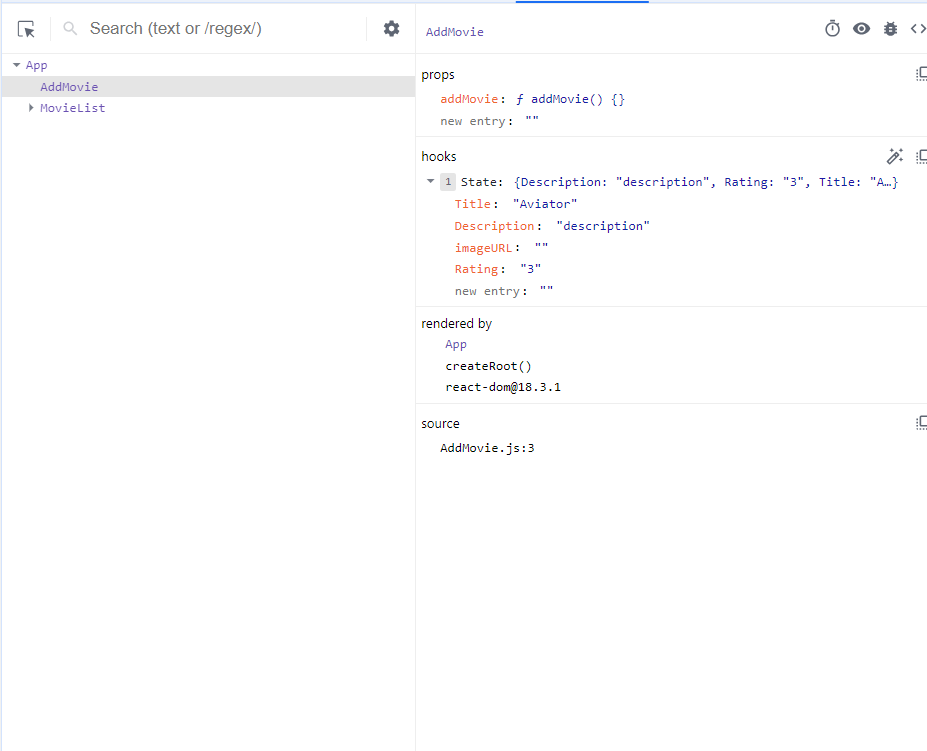 Search (text or /regex/)
App
AddMovie
MovieList
AddMovie
props
addMovie: ƒ addMovie() {}
new entry: ""
hooks
1 State: {Description: "description", Rating: "3", Title: "A…}
Title: "Aviator"
Description: "description"
imageURL: ""
Rating: "3"
new entry: ""
rendered by
App
createRoot()
react-dom@18.3.1
source
AddMovie.js:3